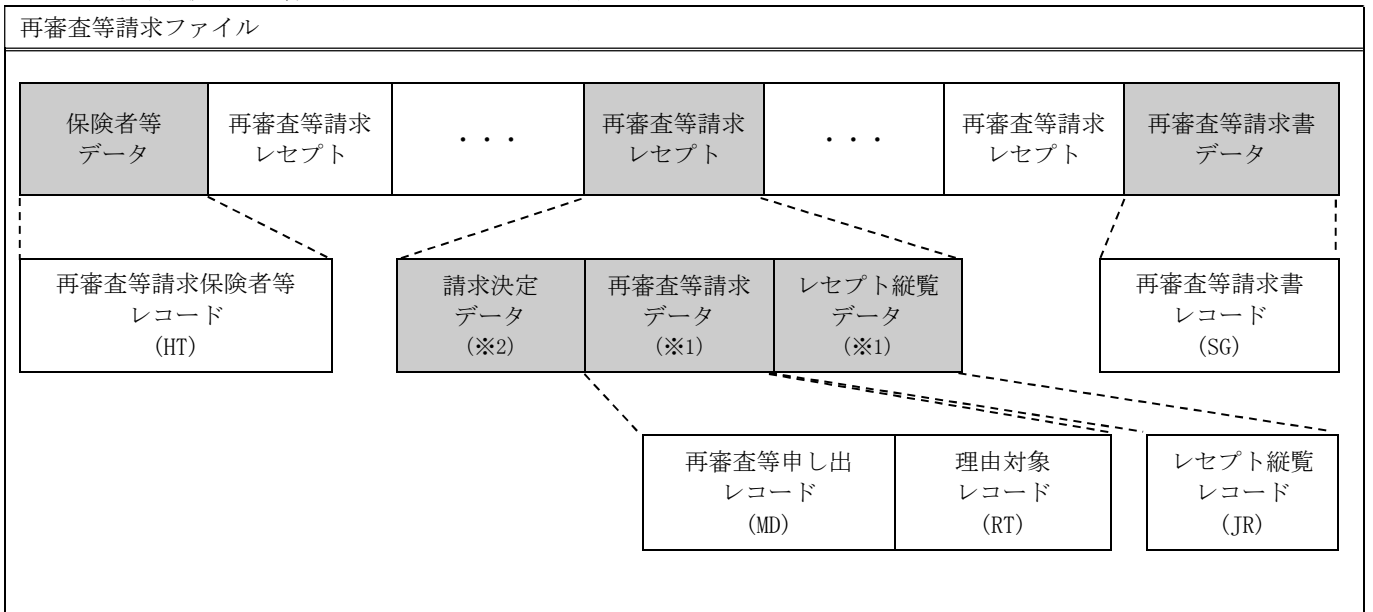 再審査等請求ファイル
保険者等
データ
再審査等請求
レセプト
・・・
再審査等請求
レセプト
・・・
再審査等請求
レセプト
再審査等請求書
データ
再審査等請求保険者等
レコード
(HT)
請求決定
データ
(※2)
再審査等請求
データ
(※1)
レセプト縦覧
データ
(※1)
再審査等請求書
レコード
(SG)
再審査等申し出
レコード
(MD)
理由対象
レコード
(RT)
レセプト縦覧
レコード
(JR)